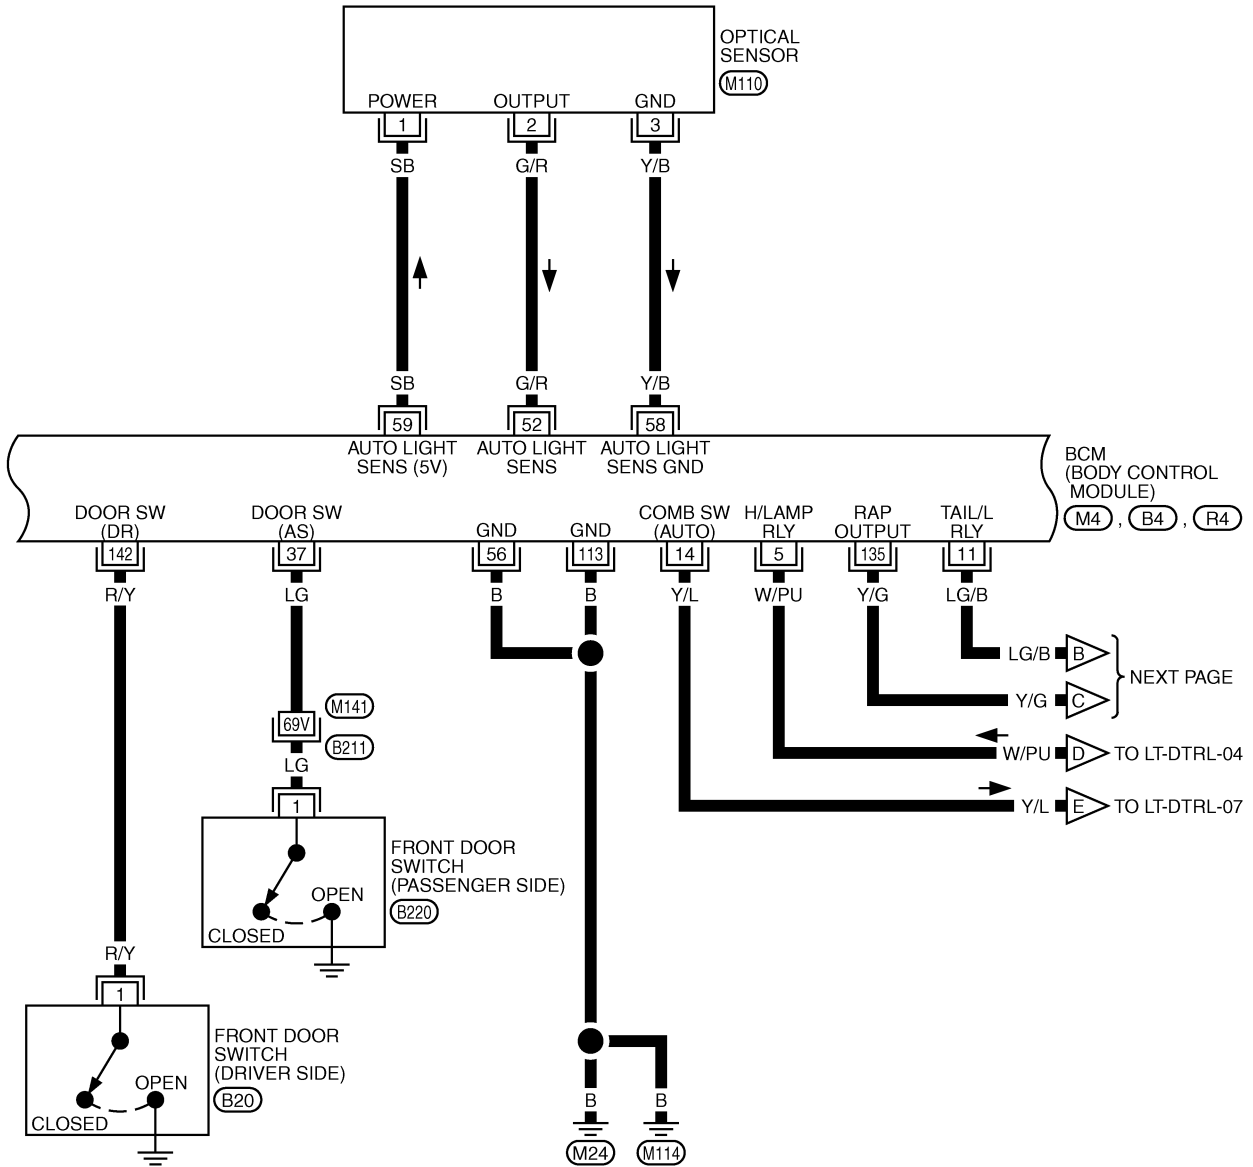 OPTICAL
SENSOR
M110
POWER
OUTPUT
GND
1
2
3
SB
G/R
Y/B
SB
G/R
Y/B
59
52
58
AUTO LIGHT
SENS (5V)
AUTO LIGHT
SENS
AUTO LIGHT
SENS GND
BCM
(BODY CONTROL
MODULE)
M4 , B4 , R4
DOOR SW
(DR)
DOOR SW
(AS)
GND
GND
COMB SW
(AUTO)
H/LAMP
RLY
RAP
OUTPUT
TAIL/L
RLY
142
37
56
113
14
5
135
11
R/Y
LG
B
B
Y/L
W/PU
Y/G
LG/B
LG/B
B
Y/G
C
NEXT PAGE
W/PU
D
TO LT-DTRL-04
Y/L
E
TO LT-DTRL-07
M141
69V
B211
LG
1
FRONT DOOR
SWITCH
(PASSENGER SIDE)
B220
OPEN
CLOSED
R/Y
1
FRONT DOOR
SWITCH
(DRIVER SIDE)
B20
OPEN
CLOSED
B
B
M24
M114